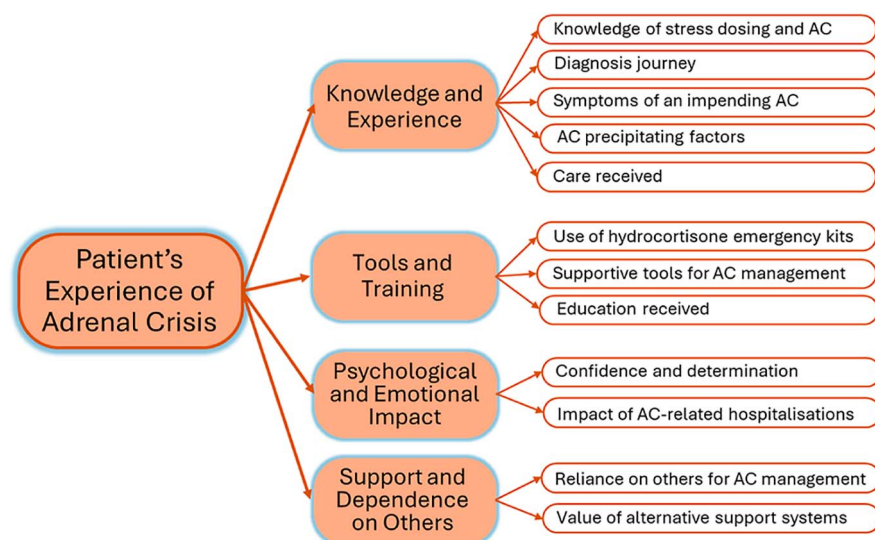 Patient's
Experience of
Adrenal Crisis
Knowledge and
Experience
Knowledge of stress dosing and AC
Diagnosis journey
Symptoms of an impending AC
AC precipitating factors
Care received
Tools and
Training
Use of hydrocortisone emergency kits
Supportive tools for AC management
Education received
Psychological
and Emotional
Impact
Confidence and determination
Impact of AC-related hospitalisations
Support and
Dependence
on Others
Reliance on others for AC management
Value of alternative support systems